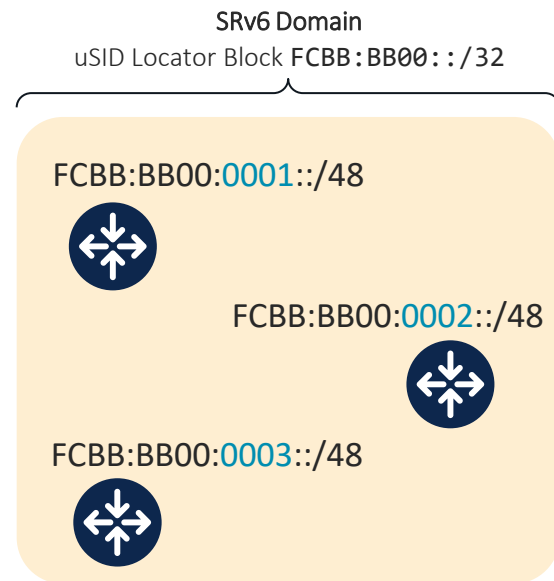 SRv6 Domain
uSID Locator Block FCBB:BB00::/32
FCBB:BB00:0001::/48
FCBB:BB00:0002::/48
FCBB:BB00:0003::/48